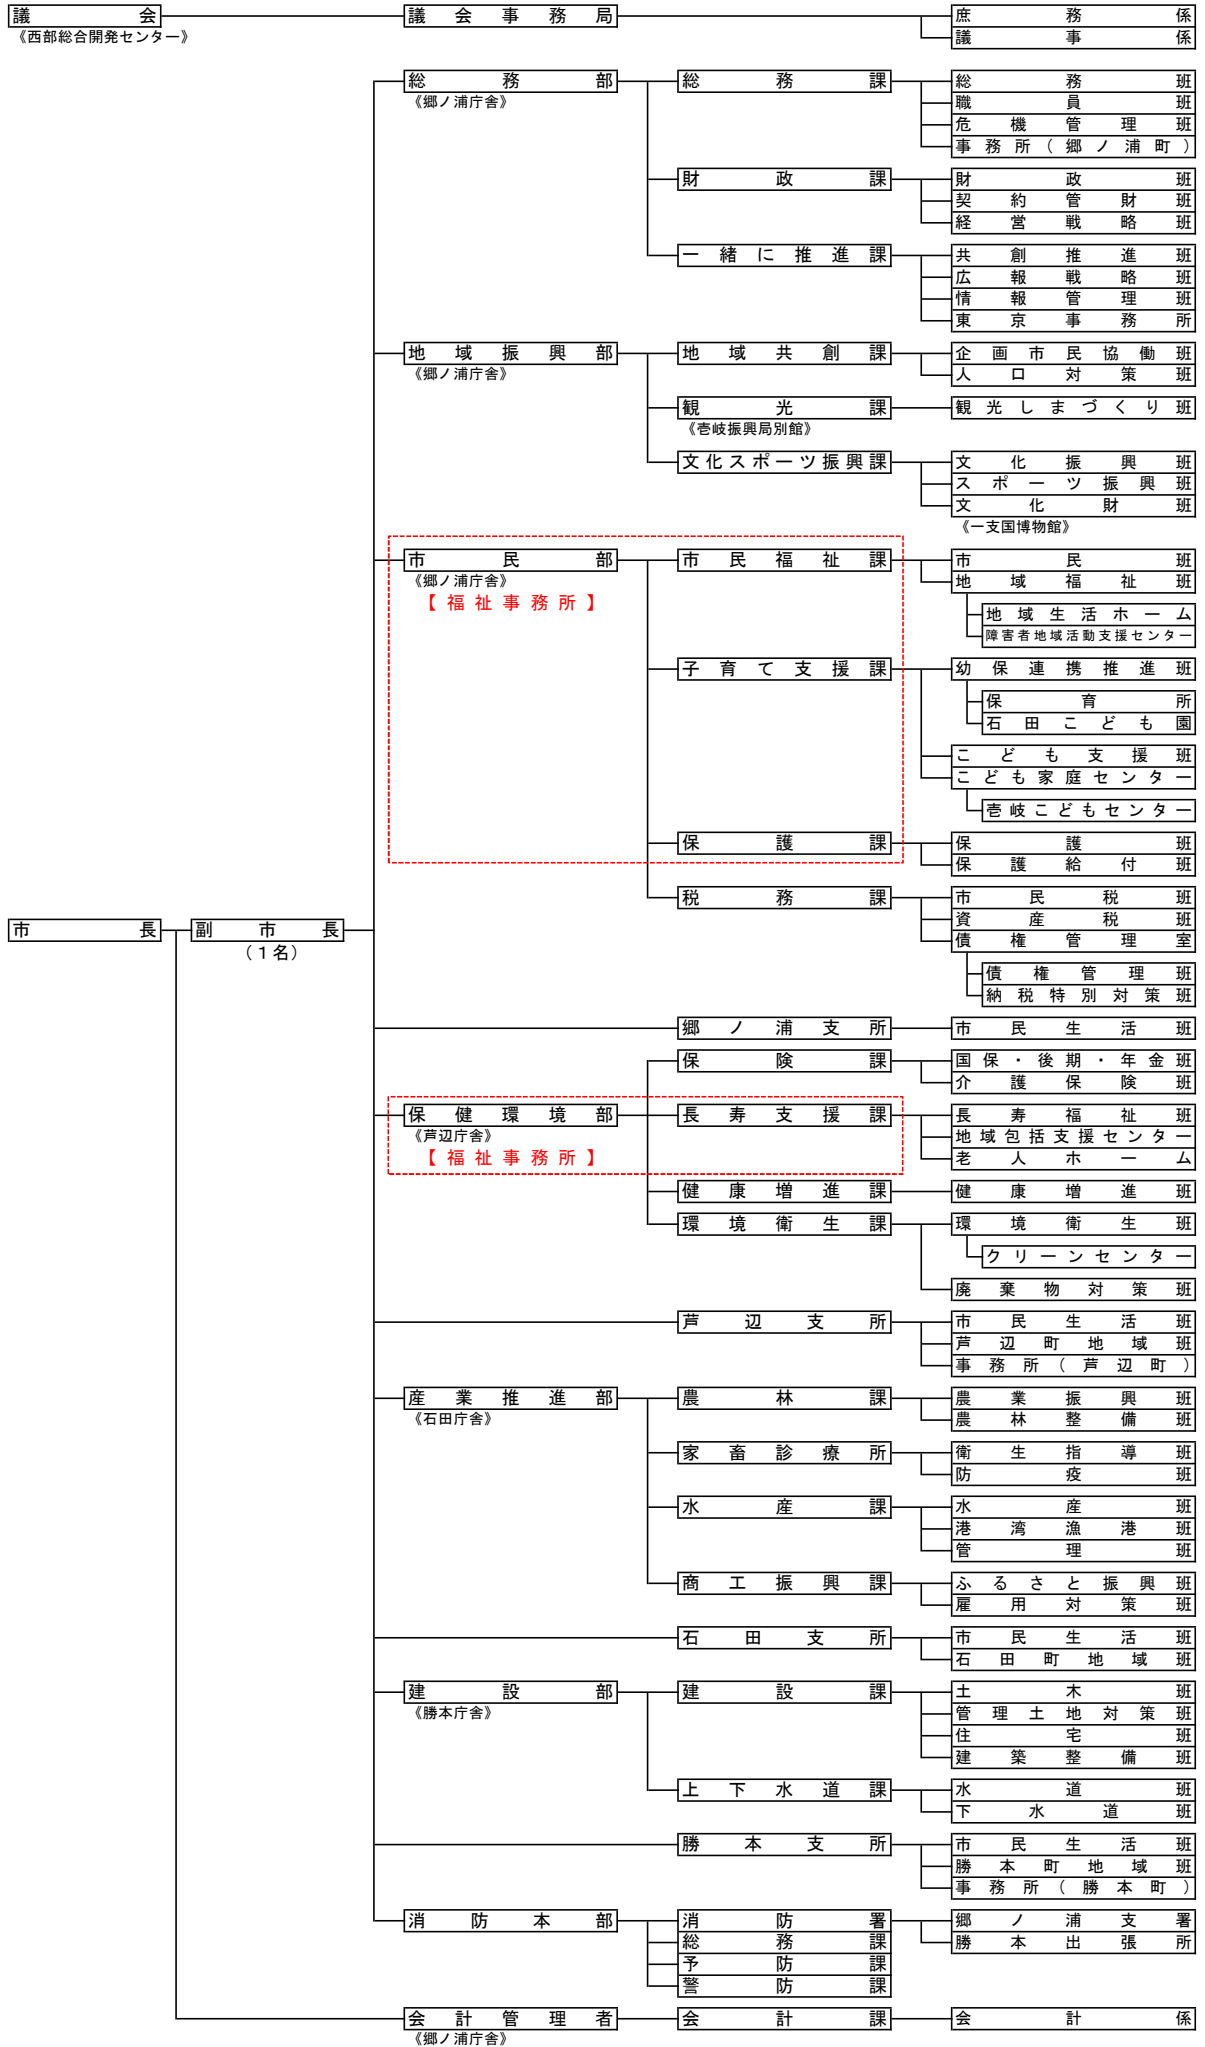 議会 議会事務局 庶務係
《西部総合開発センター》 議事係
総務部 総務課 総務班
《郷ノ浦庁舎》 職員班
危機管理班
事務所（郷ノ浦町）
財政課 財政班
契約管財班
経営戦略班
一緒に推進課 共創推進班
広報戦略班
情報管理班
東京事務所
地域振興部 地域共創課 企画市民協働班
《郷ノ浦庁舎》 人口対策班
観光課 観光しまづくり班
《壱岐振興局別館》
文化スポーツ振興課 文化振興班
スポーツ振興班
文化財班
《一支国博物館》
市民部 市民福祉課 市民班
《郷ノ浦庁舎》 地域福祉班
【福祉事務所】
地域生活ホーム
障害者地域活動支援センター
子育て支援課 幼保連携推進班
保育所
石田こども園
こども支援班
こども家庭センター
壱岐こどもセンター
保護課 保護班
保護給付班
税務課 市民税班
資産税班
市長 副市長 債権管理室
（１名）
債権管理班
納税特別対策班
郷ノ浦支所 市民生活班
保険課 国保・後期・年金班
介護保険班
保健環境部 長寿支援課 長寿福祉班
《芦辺庁舎》 地域包括支援センター
【福祉事務所】 老人ホーム
健康増進課 健康増進班
環境衛生課 環境衛生班
クリーンセンター
廃棄物対策班
芦辺支所 市民生活班
芦辺町地域班
事務所（芦辺町）
産業推進部 農林課 農業振興班
《石田庁舎》 農林整備班
家畜診療所 衛生指導班
防疫班
水産課 水産班
港湾漁港班
管理班
商工振興課 ふるさと振興班
雇用対策班
石田支所 市民生活班
石田町地域班
建設部 建設課 土木班
《勝本庁舎》 管理土地対策班
住宅班
建築整備班
上下水道課 水道班
下水道班
勝本支所 市民生活班
勝本町地域班
事務所（勝本町）
消防本部 消防署 郷ノ浦支署
総務課 勝本出張所
予防課
警防課
会計管理者 会計課 会計係
《郷ノ浦庁舎》